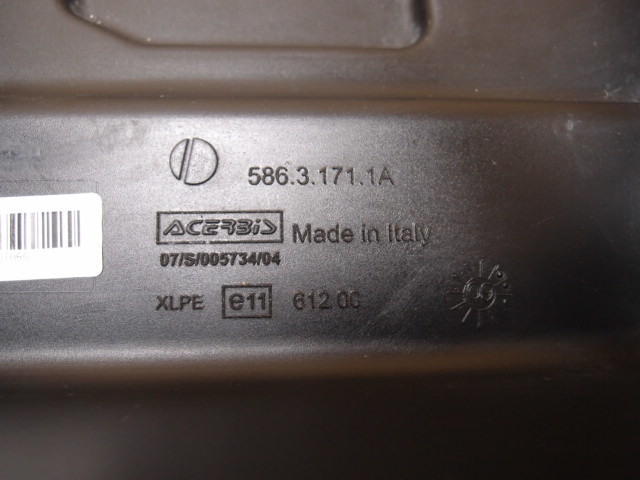 586.3.171.1A
ACERBIS Made in Italy
07/S/005734/04
XLPE e11 612 00